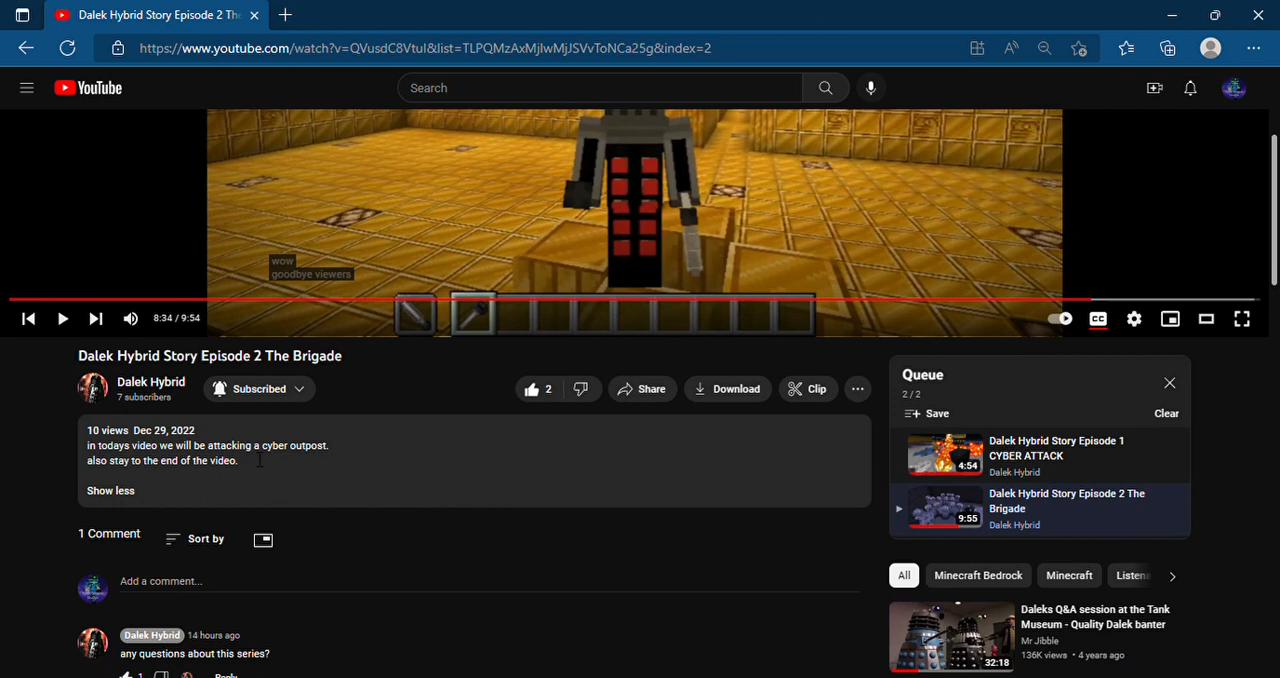 Dalek Hybrid Story Episode 2 The
https://www.youtube.com/watch?v=QVusdC8VtuI&list=TLPQMzAxMjIwMjJSVvToNCa25g&index=2
YouTube
Search
wow
goodbye viewers
8:34 / 9:54
CC
Dalek Hybrid Story Episode 2 The Brigade
Dalek Hybrid
7 subscribers
Subscribed
2
Share
Download
Clip
10 views Dec 29, 2022
in todays video we will be attacking a cyber outpost.
also stay to the end of the video.
Show less
1 Comment
Sort by
Add a comment...
Dalek Hybrid 14 hours ago
any questions about this series?
1
Reply
Queue
2 / 2
Save
Clear
4:54
Dalek Hybrid Story Episode 1
CYBER ATTACK
Dalek Hybrid
9:55
Dalek Hybrid Story Episode 2 The
Brigade
Dalek Hybrid
All
Minecraft Bedrock
Minecraft
Listena
32:18
Daleks Q&A session at the Tank
Museum - Quality Dalek banter
Mr Jibble
136K views • 4 years ago